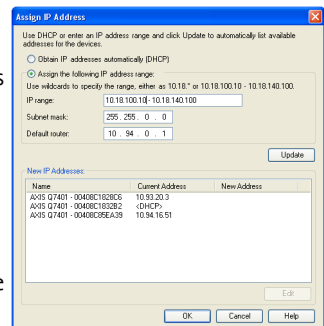 Assign IP Address
Use DHCP or enter an IP address range and click Update to automatically list available
addresses for the devices.
Obtain IP addresses automatically (DHCP)
Assign the following IP address range:
Use wildcards to specify the range, either as 10.18.* or 10.18.100.10 - 10.18.140.100.
IP range: 10.18.100.10 - 10.18.140.100
Subnet mask: 255. 255. 0 . 0
Default router: 10 . 94 . 0 . 1
Update
New IP Addresses:
Name Current Address New Address
AXIS Q7401 - 00408C1828C6 10.93.20.3
AXIS Q7401 - 00408C1832B2 <DHCP>
AXIS Q7401 - 00408C85EA39 10.94.16.51
Edit
OK Cancel Help
s
e